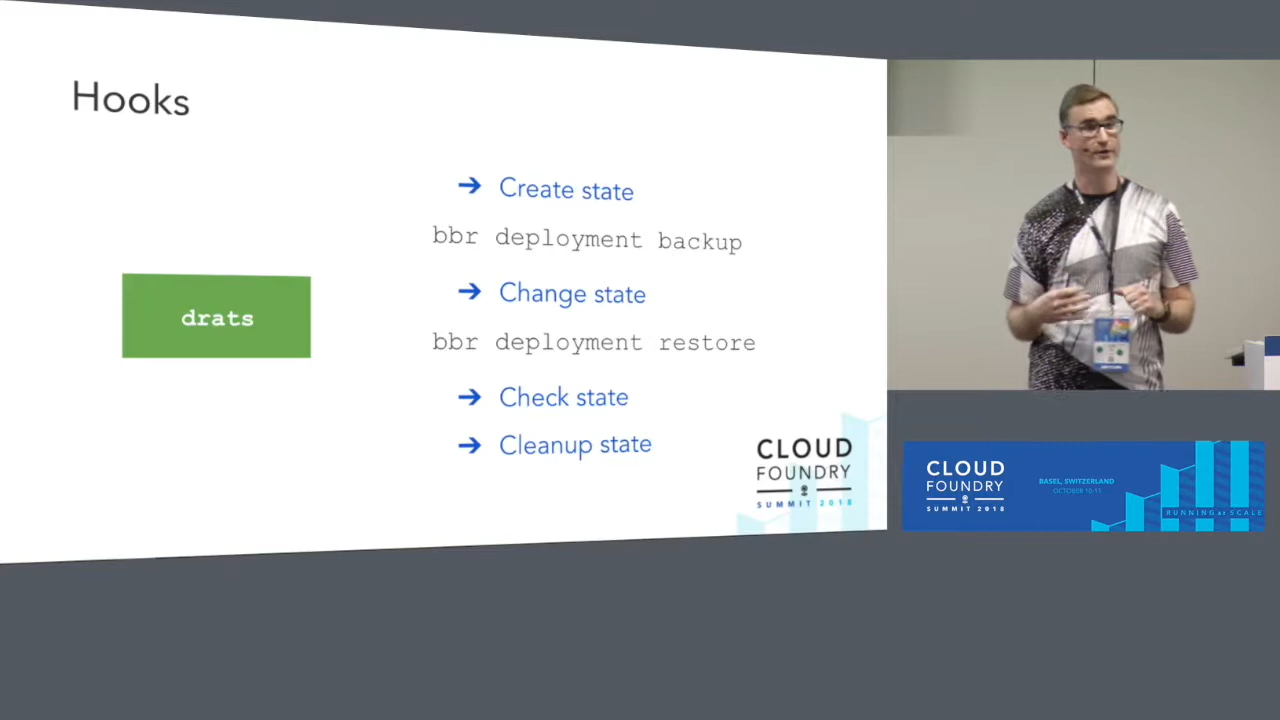 Hooks
drats
➔ Create state
bbr deployment backup
➔ Change state
bbr deployment restore
➔ Check state
➔ Cleanup state
CLOUD
FOUNDRY
SUMMIT 2018
CLOUD
FOUNDRY
SUMMIT 2018
BASEL, SWITZERLAND
OCTOBER 10-11
RUNNING at SCALE